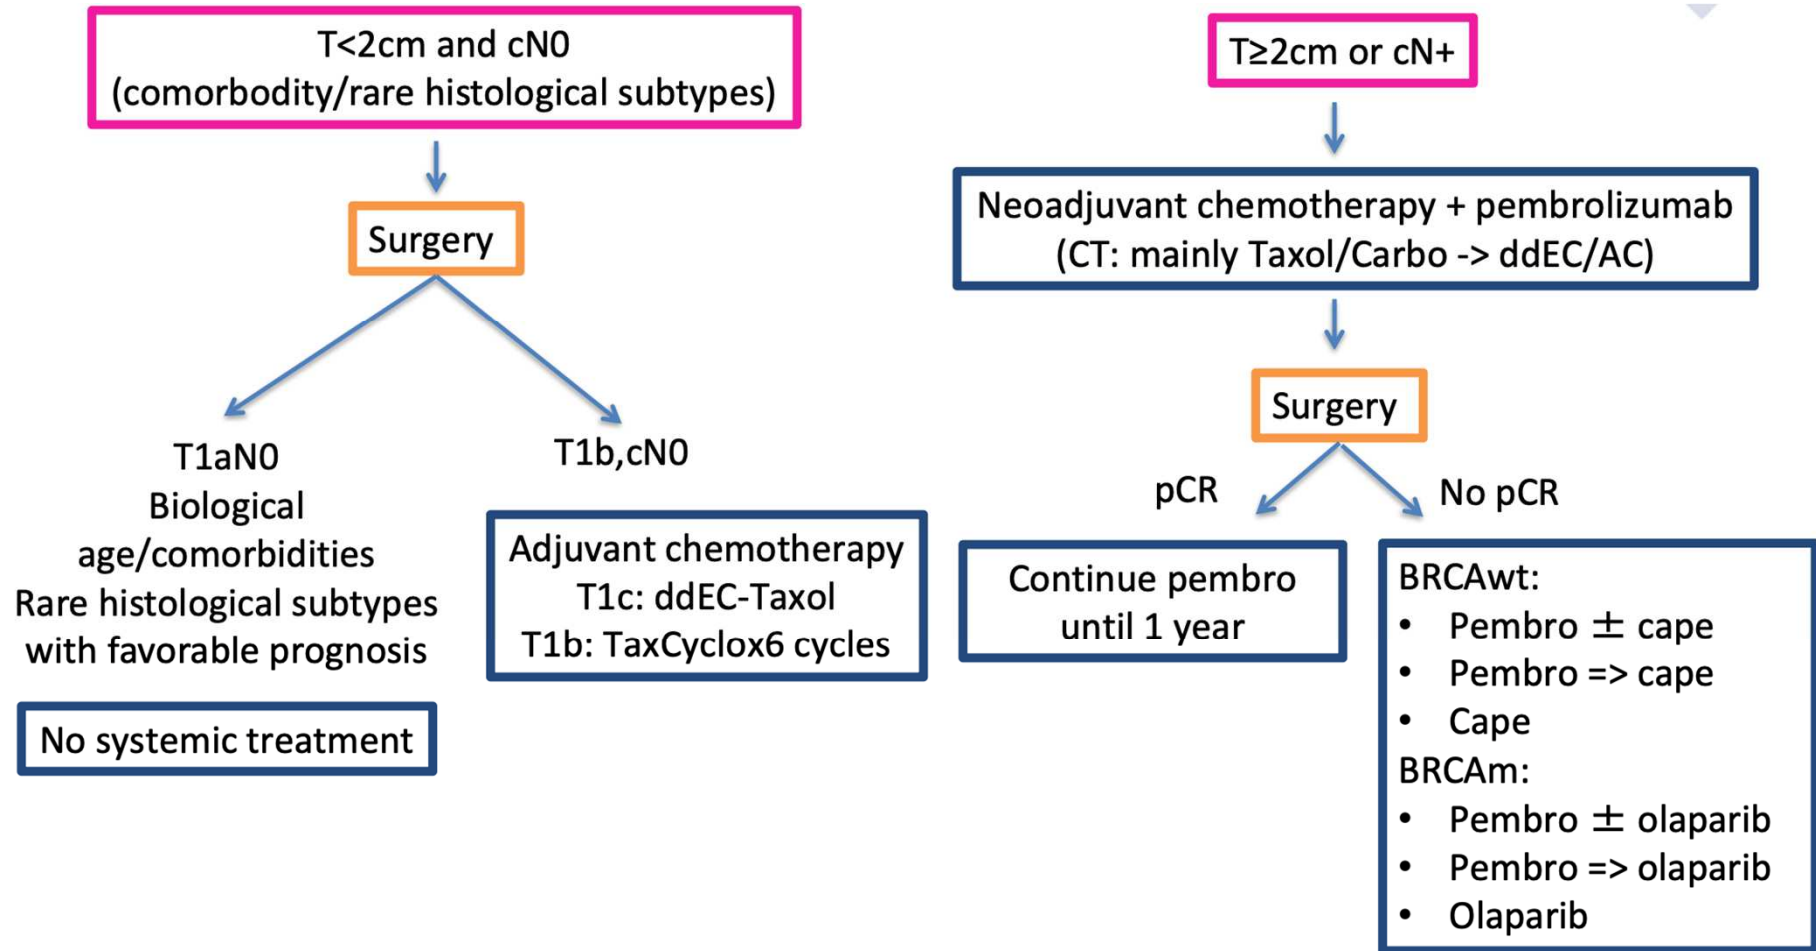 T<2cm and cN0
(comorbodity/rare histological subtypes)
Surgery
T1aN0
Biological
age/comorbidities
Rare histological subtypes
with favorable prognosis
No systemic treatment
T1b,cN0
Adjuvant chemotherapy
T1c: ddEC-Taxol
T1b: TaxCyclox6 cycles
T≥2cm or cN+
Neoadjuvant chemotherapy + pembrolizumab
(CT: mainly Taxol/Carbo -> ddEC/AC)
Surgery
pCR
Continue pembro
until 1 year
No pCR
BRCAwt:
• Pembro ± cape
• Pembro => cape
• Cape
BRCAm:
• Pembro ± olaparib
• Pembro => olaparib
• Olaparib